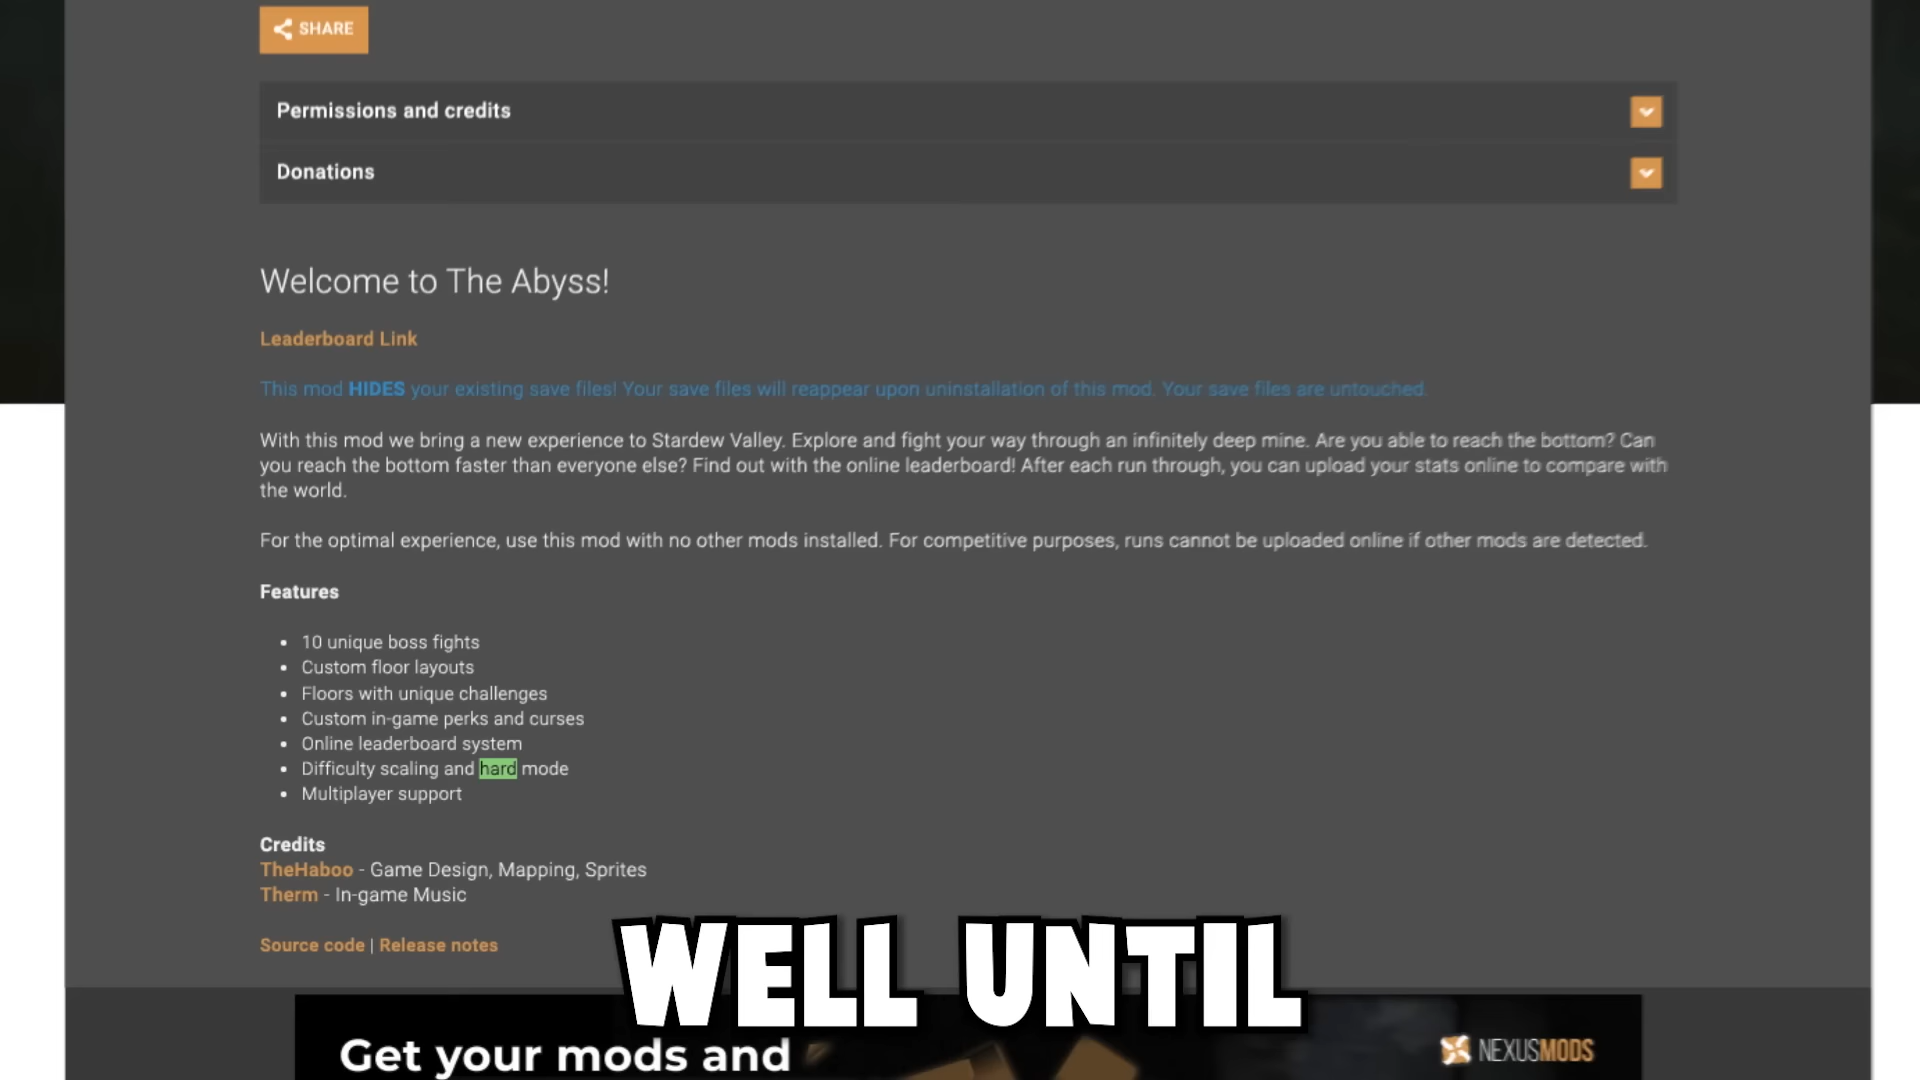 SHARE
Permissions and credits
Donations
Welcome to The Abyss!
Leaderboard Link
This mod HIDES your existing save files! Your save files will reappear upon uninstallation of this mod. Your save files are untouched.
With this mod we bring a new experience to Stardew Valley. Explore and fight your way through an infinitely deep mine. Are you able to reach the bottom? Can
you reach the bottom faster than everyone else? Find out with the online leaderboard! After each run through, you can upload your stats online to compare with
the world.
For the optimal experience, use this mod with no other mods installed. For competitive purposes, runs cannot be uploaded online if other mods are detected.
Features
• 10 unique boss fights
• Custom floor layouts
• Floors with unique challenges
• Custom in-game perks and curses
• Online leaderboard system
• Difficulty scaling and hard mode
• Multiplayer support
Credits
TheHaboo - Game Design, Mapping, Sprites
Therm - In-game Music
Source code | Release notes
WELL UNTIL
Get your mods and
NEXUSMODS